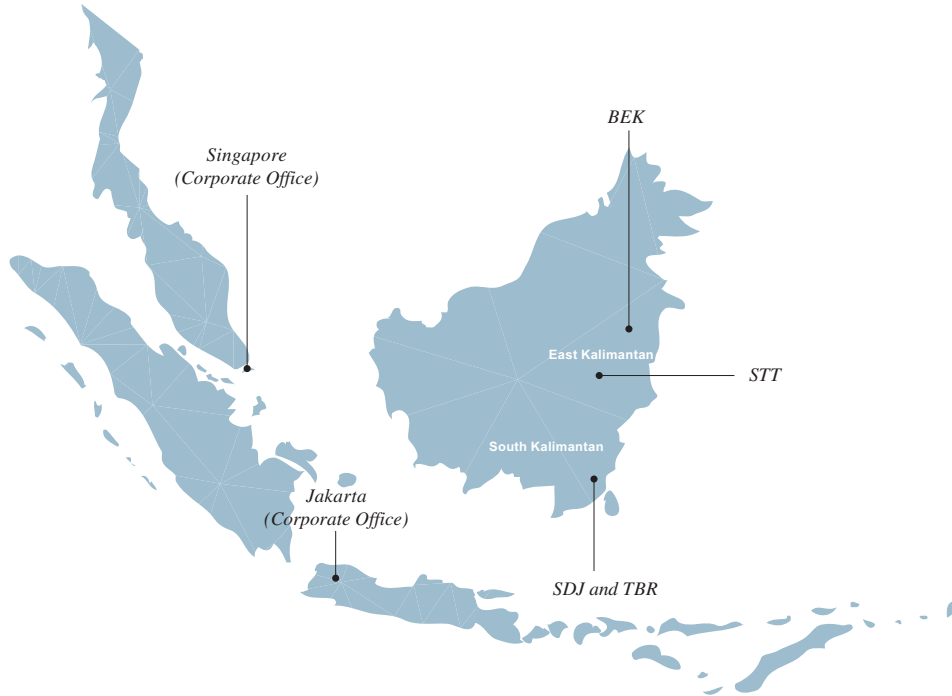 BEK
Singapore
(Corporate Office)
East Kalimantan
STT
South Kalimantan
Jakarta
(Corporate Office)
SDJ and TBR